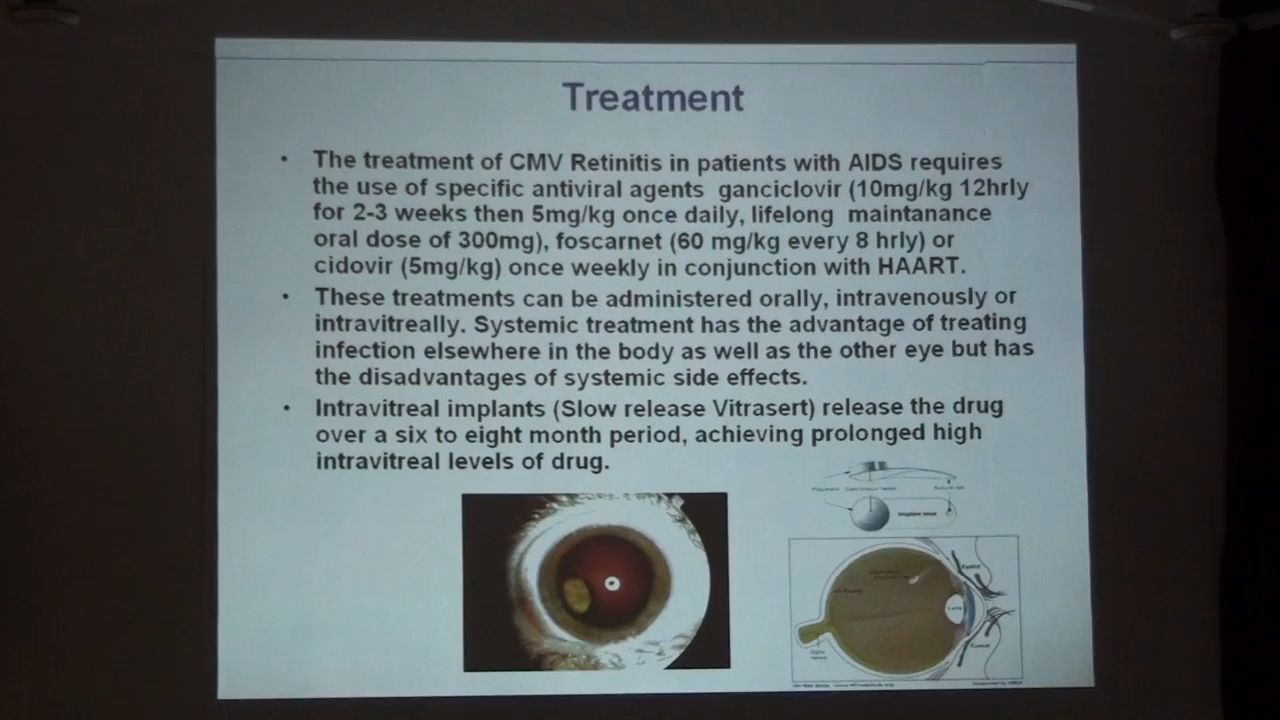 Treatment
• The treatment of CMV Retinitis in patients with AIDS requires
the use of specific antiviral agents ganciclovir (10mg/kg 12hrly
for 2-3 weeks then 5mg/kg once daily, lifelong maintanance
oral dose of 300mg), foscarnet (60 mg/kg every 8 hrly) or
cidovir (5mg/kg) once weekly in conjunction with HAART.
• These treatments can be administered orally, intravenously or
intravitreally. Systemic treatment has the advantage of treating
infection elsewhere in the body as well as the other eye but has
the disadvantages of systemic side effects.
• Intravitreal implants (Slow release Vitrasert) release the drug
over a six to eight month period, achieving prolonged high
intravitreal levels of drug.
Eyelid
Optic
nerve